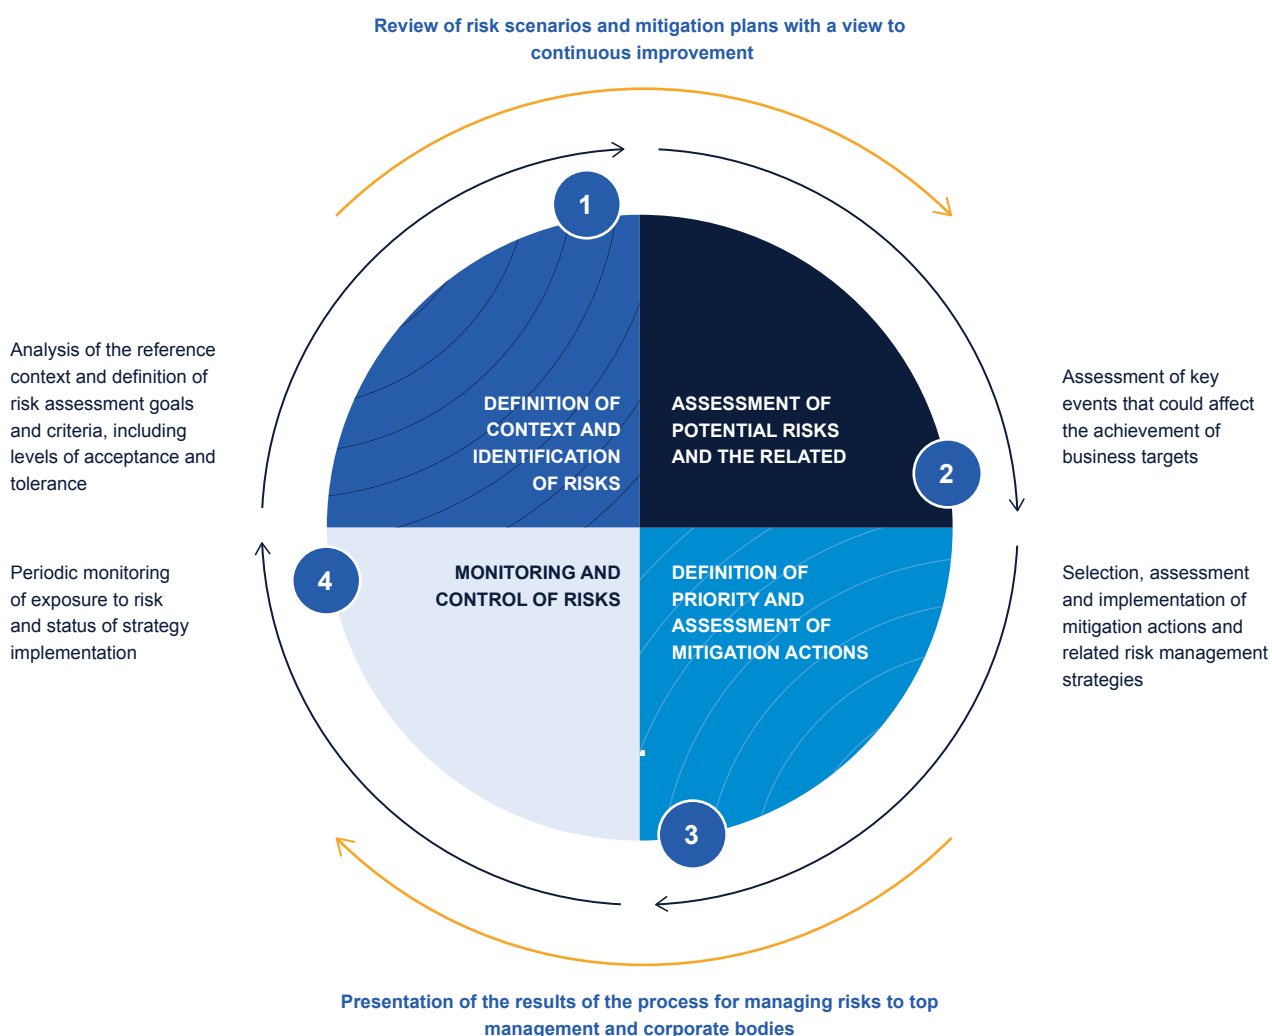 Review of risk scenarios and mitigation plans with a view to
continuous improvement
1
DEFINITION OF
CONTEXT AND
IDENTIFICATION
OF RISKS
Analysis of the reference
context and definition of
risk assessment goals
and criteria, including
levels of acceptance and
tolerance
2
ASSESSMENT OF
POTENTIAL RISKS
AND THE RELATED
Assessment of key
events that could affect
the achievement of
business targets
3
DEFINITION OF
PRIORITY AND
ASSESSMENT OF
MITIGATION ACTIONS
Selection, assessment
and implementation of
mitigation actions and
related risk management
strategies
4
MONITORING AND
CONTROL OF RISKS
Periodic monitoring
of exposure to risk
and status of strategy
implementation
Presentation of the results of the process for managing risks to top
management and corporate bodies